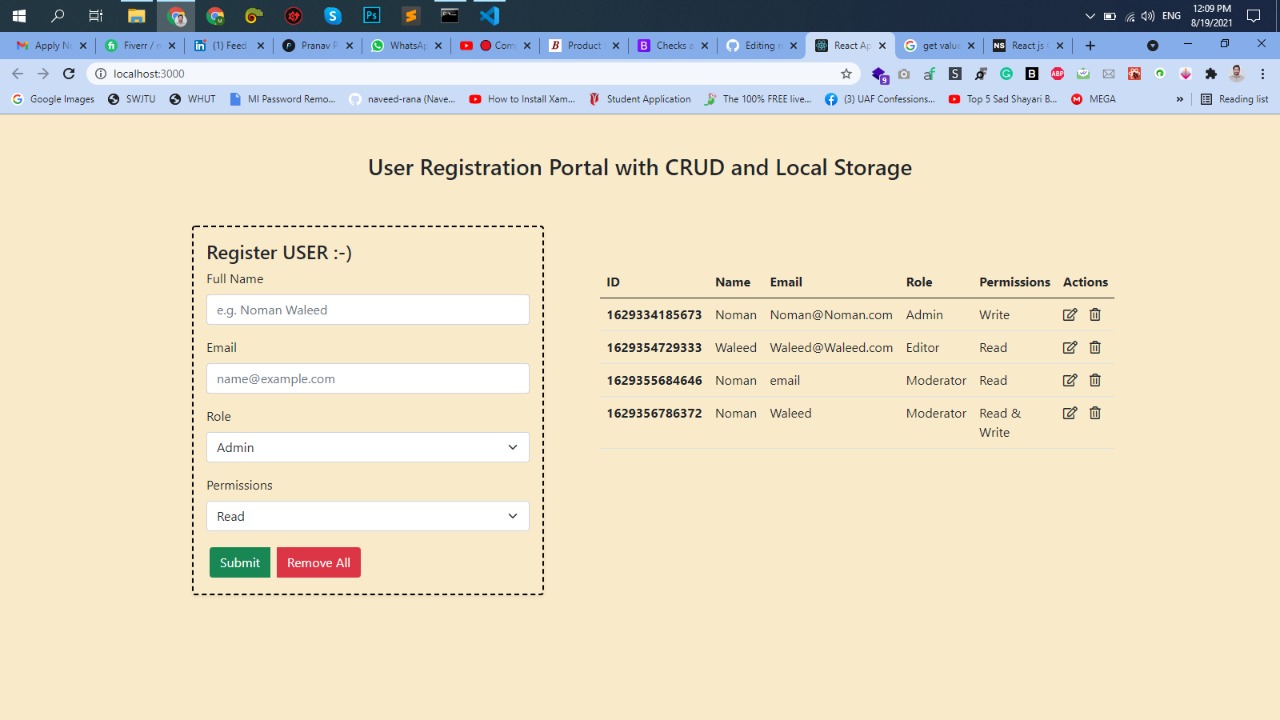 12:09 PM
ENG
8/19/2021
Apply N
Fiverr / 
(1) Feed
Pranav P
WhatsAp
Com
Product
Checks a
Editing r
React Ap
get value
React js
localhost:3000
9
Google Images
SWJTU
WHUT
MI Password Remo...
naveed-rana (Nave...
How to Install Xam...
Student Application
The 100% FREE live...
(3) UAF Confessions...
Top 5 Sad Shayari B...
MEGA
»
Reading list
User Registration Portal with CRUD and Local Storage
Register USER :-)
Full Name
e.g. Noman Waleed
Email
name@example.com
Role
Admin
Permissions
Read
Submit Remove All
ID Name Email Role Permissions Actions
1629334185673 Noman Noman@Noman.com Admin Write
1629354729333 Waleed Waleed@Waleed.com Editor Read
1629355684646 Noman email Moderator Read
1629356786372 Noman Waleed Moderator Read &
Write